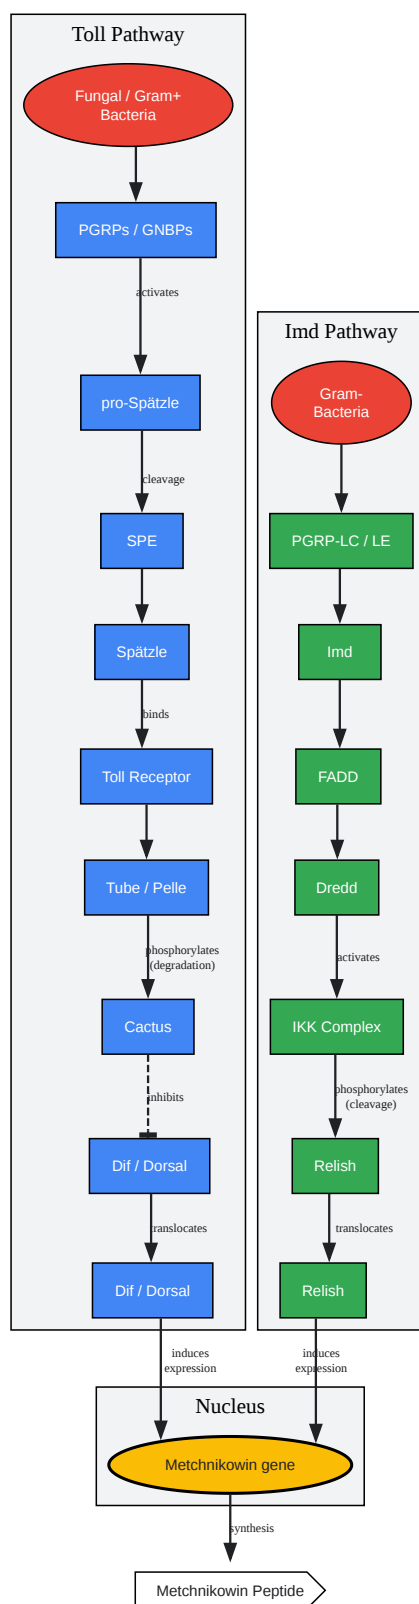 Toll Pathway
Fungal / Gram+
Bacteria
PGRPs / GNBPs
activates
pro-Spätzle
cleavage
SPE
Spätzle
binds
Toll Receptor
Tube / Pelle
phosphorylates
(degradation)
Cactus
inhibits
Dif / Dorsal
translocates
Dif / Dorsal
induces
expression
Imd Pathway
Gram-
Bacteria
PGRP-LC / LE
Imd
FADD
Dredd
activates
IKK Complex
phosphorylates
(cleavage)
Relish
translocates
Relish
induces
expression
Nucleus
Metchnikowin gene
synthesis
Metchnikowin Peptide